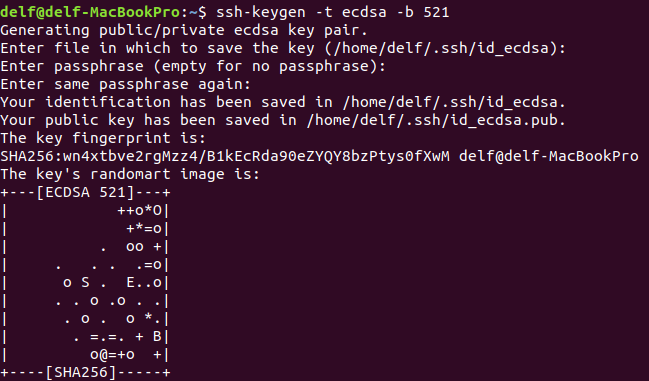 delf@delf-MacBookPro:~$ ssh-keygen -t ecdsa -b 521
Generating public/private ecdsa key pair.
Enter file in which to save the key (/home/delf/.ssh/id_ecdsa):
Enter passphrase (empty for no passphrase):
Enter same passphrase again:
Your identification has been saved in /home/delf/.ssh/id_ecdsa.
Your public key has been saved in /home/delf/.ssh/id_ecdsa.pub.
The key fingerprint is:
SHA256:wn4xtbve2rgMzz4/B1kEcRda90eZYQY8bzPtys0fXwM delf@delf-MacBookPro
The key's randomart image is:
+---[ECDSA 521]---+
|             ++o*O|
|              +*=o|
|           .  oo +|
|     .   . .  .=o|
|      o S .  E..o|
|     . . o .o . .|
|      . o .  o *.|
|       . =.=. + B|
|         o@=+o  +|
+----[SHA256]-----+